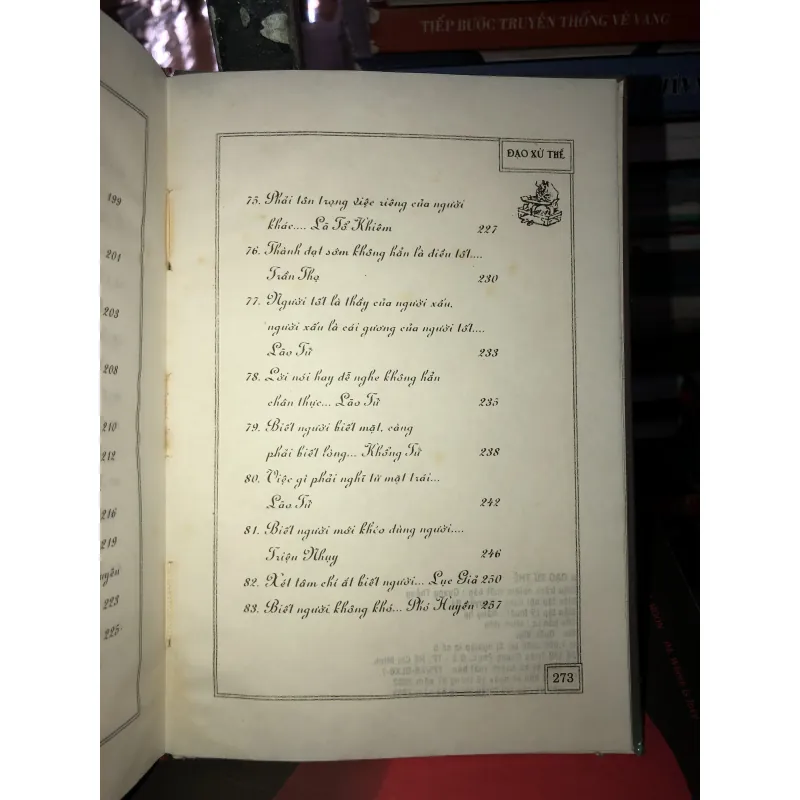 TIẾP BƯỚC TRUYỀN THỐNG VẺ VANG
199
201
203
208
210
212
216
219
223
225
ĐẠO XỬ THẾ
75. Phải tôn trọng việc riêng của người
khác.... Lã Tổ Khiêm 227
76. Thành đạt sớm không hẳn là điều tốt....
Trần Thọ 230
77. Người tốt là thầy của người xấu,
người xấu là cái gương của người tốt....
Lão Tử 233
78. Lời nói hay dễ nghe không hẳn
chân thực... Lão Tử 235
79. Biết người biết mặt, càng
phải biết lòng... Khổng Tử 238
80. Việc gì phải nghĩ từ mặt trái...
Lão Tử 242
81. Biết người mới khéo dùng người....
Triệu Nhụy 246
82. Xét tâm chí ắt biết người... Lục Giả 250
83. Biết người không khó... Phó Huyền 257
273